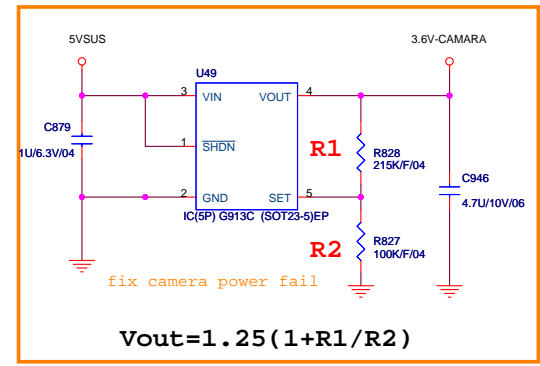 5VSUS
3.6V-CAMARA
U49
3
VIN
VOUT
4
C879
1U/6.3V/04
1
SHDN
R1
R828
215K/F/04
C946
4.7U/10V/06
2
GND
SET
5
IC(5P) G913C (SOT23-5)EP
R2
R827
100K/F/04
fix camera power fail
Vout=1.25(1+R1/R2)